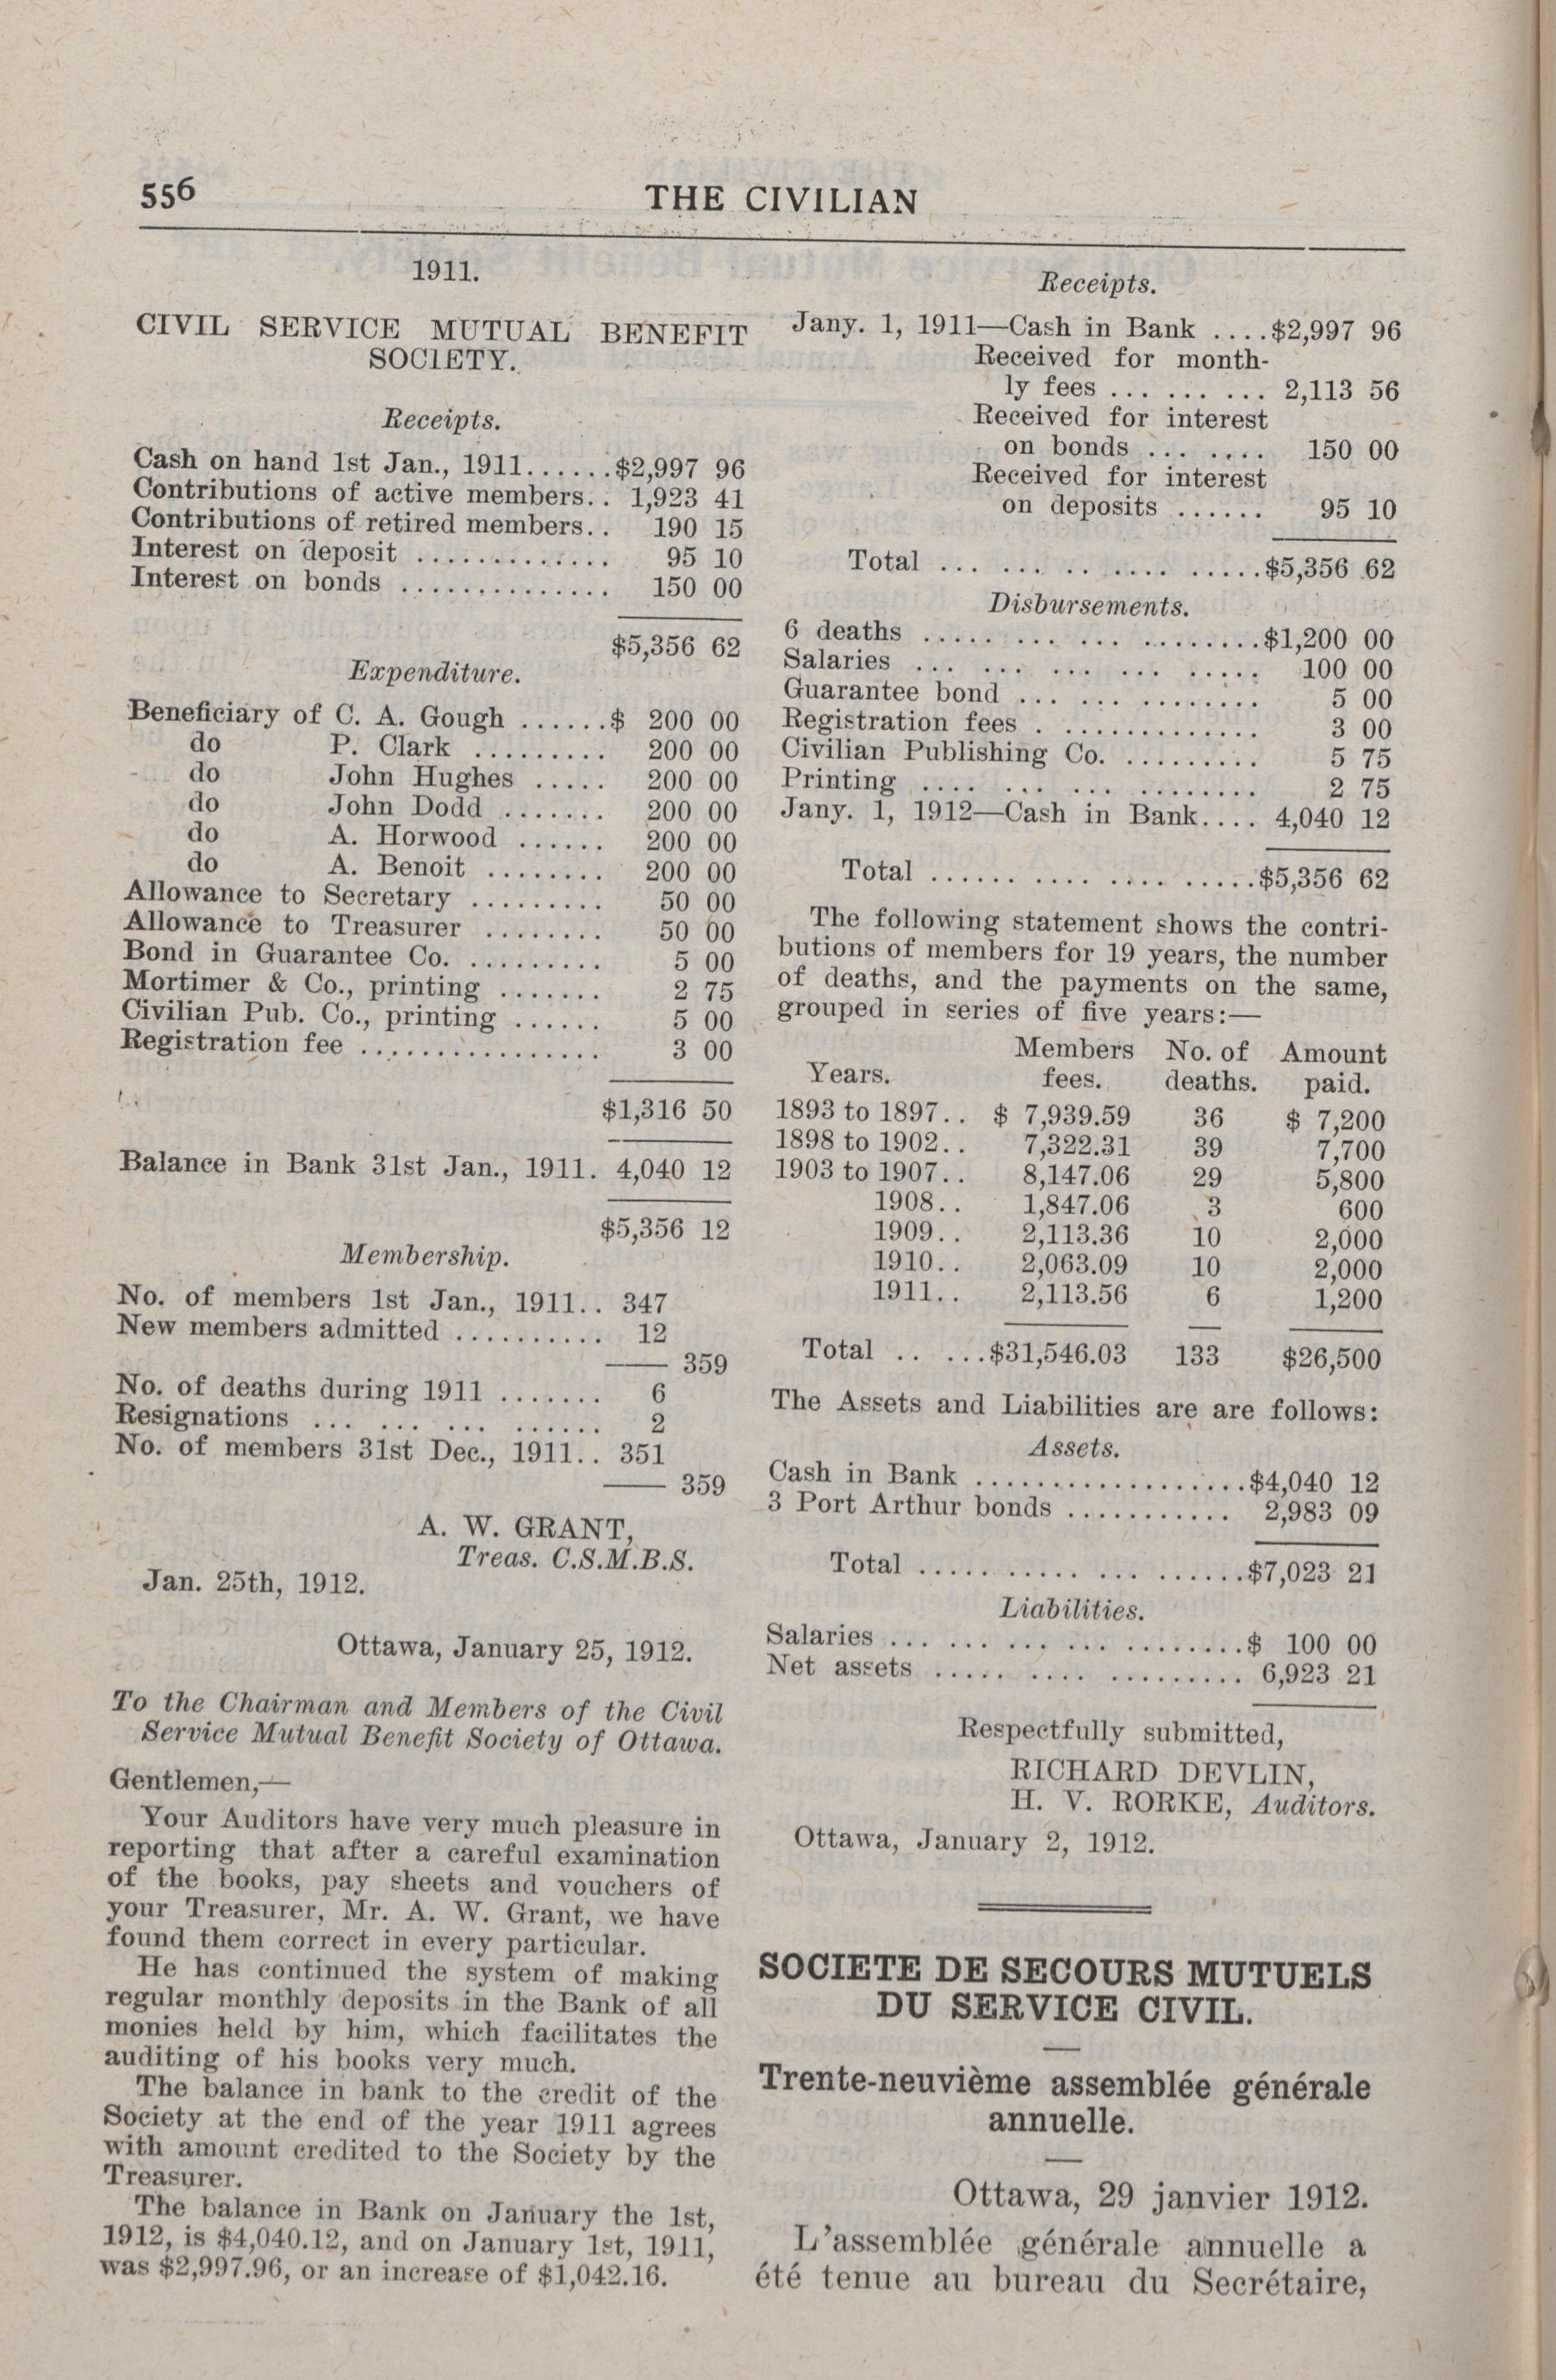 556
THE CIVILIAN
1911.
CIVIL SERVICE MUTUAL BENEFIT
SOCIETY.
Receipts.
Cash on hand 1st Jan., 1911......$2,997 96
Contributions of active members.. 1,923 41
Contributions of retired members.. 190 15
Interest on deposit ............. 95 10
Interest on bonds .............. 150 00
$5,356 62
Expenditure.
Beneficiary of C. A. Gough ......$ 200 00
do P. Clark ......... 200 00
do John Hughes ..... 200 00
do John Dodd ....... 200 00
do A. Horwood ...... 200 00
do A. Benoit ........ 200 00
Allowance to Secretary ......... 50 00
Allowance to Treasurer ........ 50 00
Bond in Guarantee Co. ......... 5 00
Mortimer & Co., printing ....... 2 75
Civilian Pub. Co., printing ...... 5 00
Registration fee ................ 3 00
$1,316 50
Balance in Bank 31st Jan., 1911. 4,040 12
$5,356 12
Membership.
No. of members 1st Jan., 1911.. 347
New members admitted .......... 12
—— 359
No. of deaths during 1911 ....... 6
Resignations ... ... ... ...... 2
No. of members 31st Dec., 1911.. 351
—— 359
A. W. GRANT,
Treas. C.S.M.B.S.
Jan. 25th, 1912.
Ottawa, January 25, 1912.
To the Chairman and Members of the Civil
Service Mutual Benefit Society of Ottawa.
Gentlemen,—
Your Auditors have very much pleasure in
reporting that after a careful examination
of the books, pay sheets and vouchers of
your Treasurer, Mr. A. W. Grant, we have
found them correct in every particular.
He has continued the system of making
regular monthly deposits in the Bank of all
monies held by him, which facilitates the
auditing of his books very much.
The balance in bank to the credit of the
Society at the end of the year 1911 agrees
with amount credited to the Society by the
Treasurer.
The balance in Bank on January the 1st,
1912, is $4,040.12, and on January 1st, 1911,
was $2,997.96, or an increase of $1,042.16.
Receipts.
Jany. 1, 1911—Cash in Bank ....$2,997 96
Received for month-
ly fees ... ... ... 2,113 56
Received for interest
on bonds ... .... 150 00
Received for interest
on deposits ...... 95 10
Total ... ... .. .... .....$5,356 62
Disbursements.
6 deaths ..... ... ... ........$1,200 00
Salaries ... ... ... ... ..... 100 00
Guarantee bond ... ... ........ 5 00
Registration fees . ............. 3 00
Civilian Publishing Co. ......... 5 75
Printing .... ... ... ........ 2 75
Jany. 1, 1912—Cash in Bank.... 4,040 12
Total ...... .... .... .....$5,356 62
The following statement shows the contri-
butions of members for 19 years, the number
of deaths, and the payments on the same,
grouped in series of five years:—
Members No. of Amount
Years. fees. deaths. paid.
1893 to 1897.. $ 7,939.59 36 $ 7,200
1898 to 1902.. 7,322.31 39 7,700
1903 to 1907.. 8,147.06 29 5,800
1908.. 1,847.06 3 600
1909.. 2,113.36 10 2,000
1910.. 2,063.09 10 2,000
1911.. 2,113.56 6 1,200
Total .. ...$31,546.03 133 $26,500
The Assets and Liabilities are are follows:
Assets.
Cash in Bank ..................$4,040 12
3 Port Arthur bonds ........... 2,983 09
Total ........... ... ......$7,023 21
Liabilities.
Salaries ... ... ... ... ........$ 100 00
Net assets ..... .... ......... 6,923 21
Respectfully submitted,
RICHARD DEVLIN,
H. V. RORKE, Auditors.
Ottawa, January 2, 1912.
SOCIETE DE SECOURS MUTUELS
DU SERVICE CIVIL.
Trente-neuvième assemblée générale
annuelle.
Ottawa, 29 janvier 1912.
L'assemblée générale annuelle a
été tenue au bureau du Secrétaire,